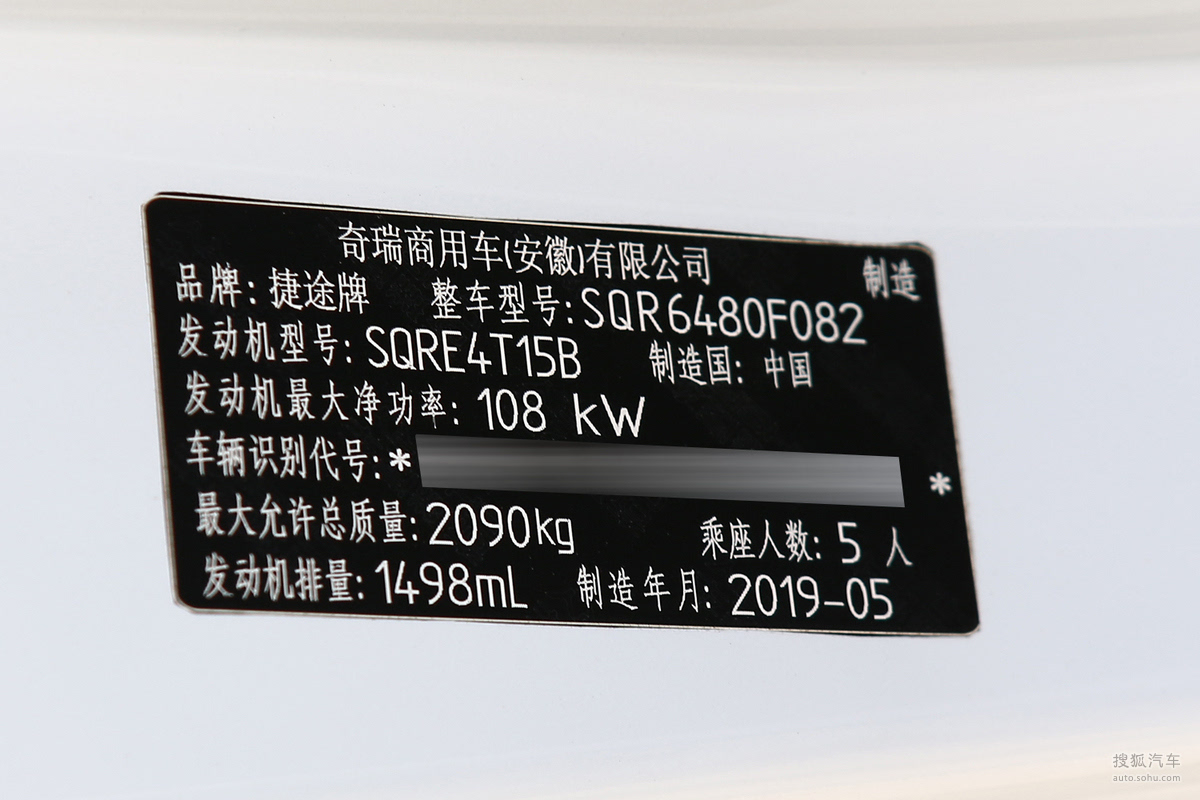 奇瑞商用车(安徽)有限公司 制造
品牌:捷途牌 整车型号:SQR6480F082
发动机型号:SQRE4T15B 制造国:中国
发动机最大净功率:108 kW
车辆识别代号:* *
最大允许总质量:2090kg 乘座人数:5 人
发动机排量:1498mL 制造年月:2019-05
搜狐汽车
auto.sohu.com